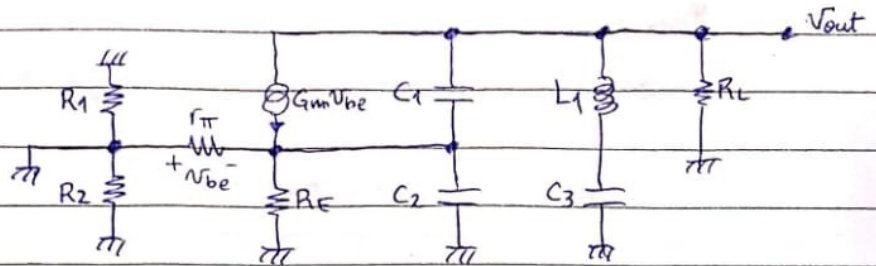 Vout
R1
Gm Vbe
C1
L1
RL
rπ
+ Vbe -
R2
RE
C2
C3